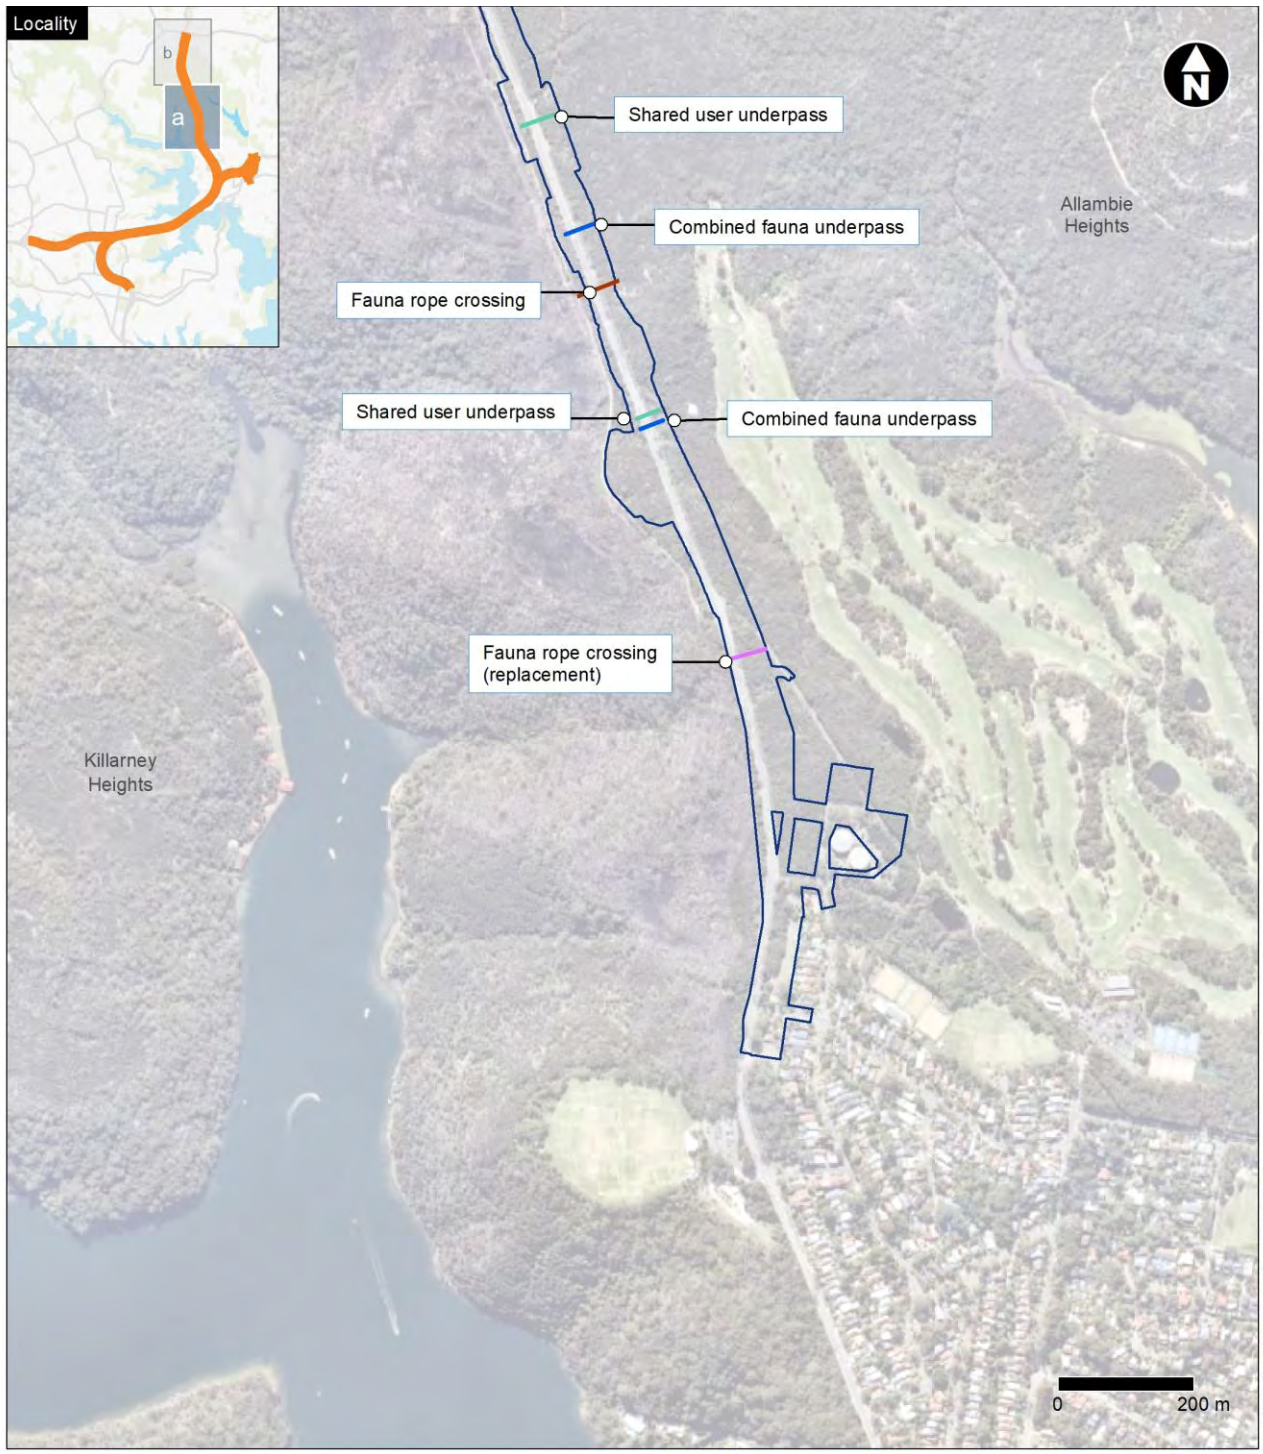 Locality
b
a
N
Shared user underpass
Allambie
Heights
Combined fauna underpass
Fauna rope crossing
Shared user underpass
Combined fauna underpass
Fauna rope crossing
(replacement)
Killarney
Heights
0
200 m